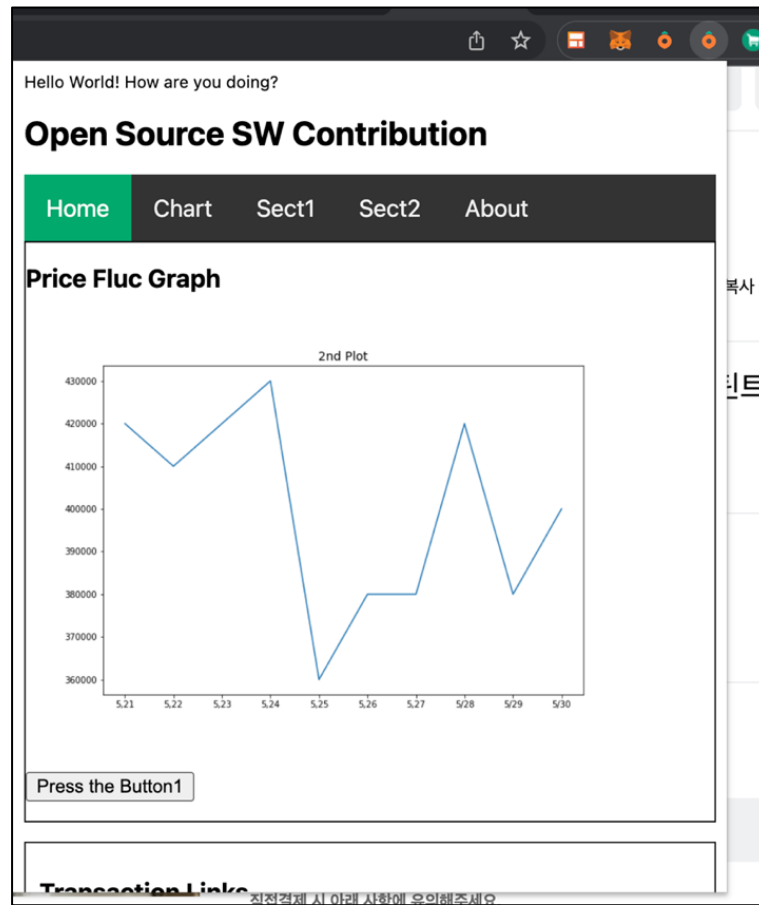 Hello World! How are you doing?
Open Source SW Contribution
Home Chart Sect1 Sect2 About
Price Fluc Graph
복사
2nd Plot
430000
420000
410000
400000
390000
380000
370000
360000
5,21 5,22 5,23 5,24 5,25 5,26 5,27 5/28 5/29 5/30
Press the Button1
Transaction Links
직접결제 시 아래 사항에 유의해주세요